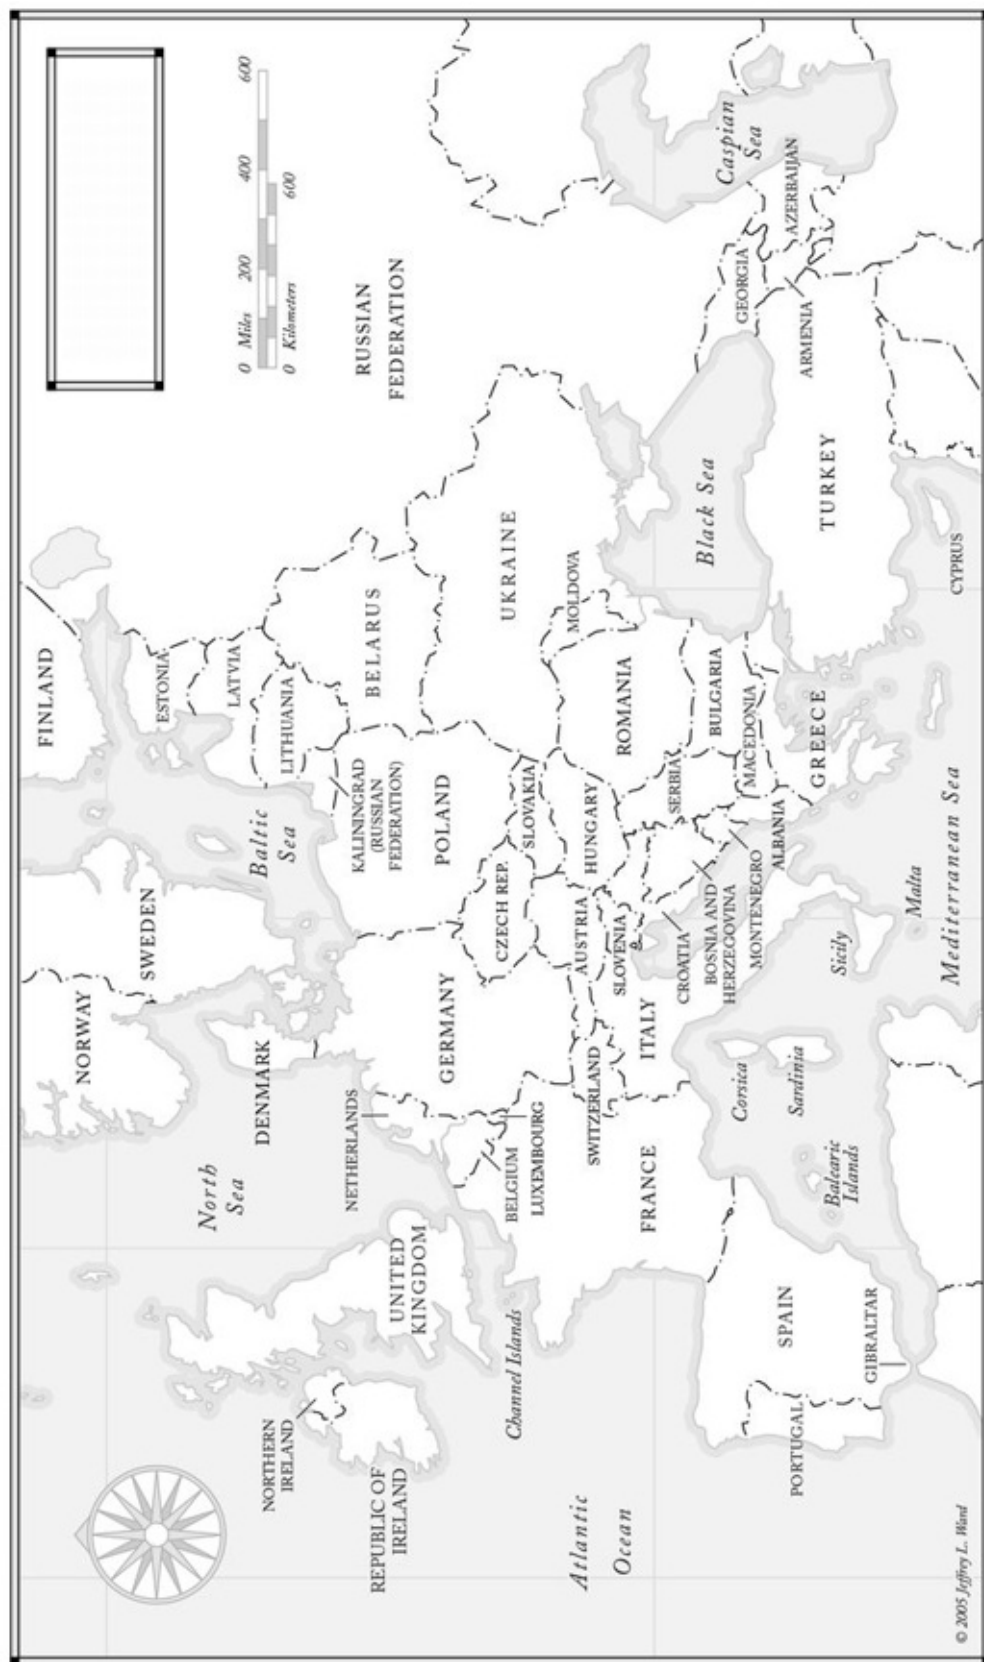 0 Miles 200 400 600
0 Kilometers 600
NORWAY
SWEDEN
FINLAND
RUSSIAN
FEDERATION
ESTONIA
LATVIA
LITHUANIA
Baltic
Sea
North
Sea
DENMARK
NORTHERN
IRELAND
REPUBLIC OF
IRELAND
UNITED
KINGDOM
NETHERLANDS
KALININGRAD
(RUSSIAN
FEDERATION)
BELARUS
POLAND
GERMANY
BELGIUM
LUXEMBOURG
Channel Islands
CZECH REP.
SLOVAKIA
UKRAINE
MOLDOVA
Atlantic
Ocean
FRANCE
SWITZERLAND
AUSTRIA
HUNGARY
SLOVENIA
ITALY
ROMANIA
CROATIA
BOSNIA AND
HERZEGOVINA
MONTENEGRO
SERBIA
BULGARIA
MACEDONIA
ALBANIA
GREECE
Black Sea
GEORGIA
ARMENIA
AZERBAIJAN
Caspian
Sea
TURKEY
CYPRUS
Corsica
Sardinia
Balearic
Islands
Sicily
Malta
Mediterranean Sea
SPAIN
PORTUGAL
GIBRALTAR
© 2005 Jeffrey L. Ward